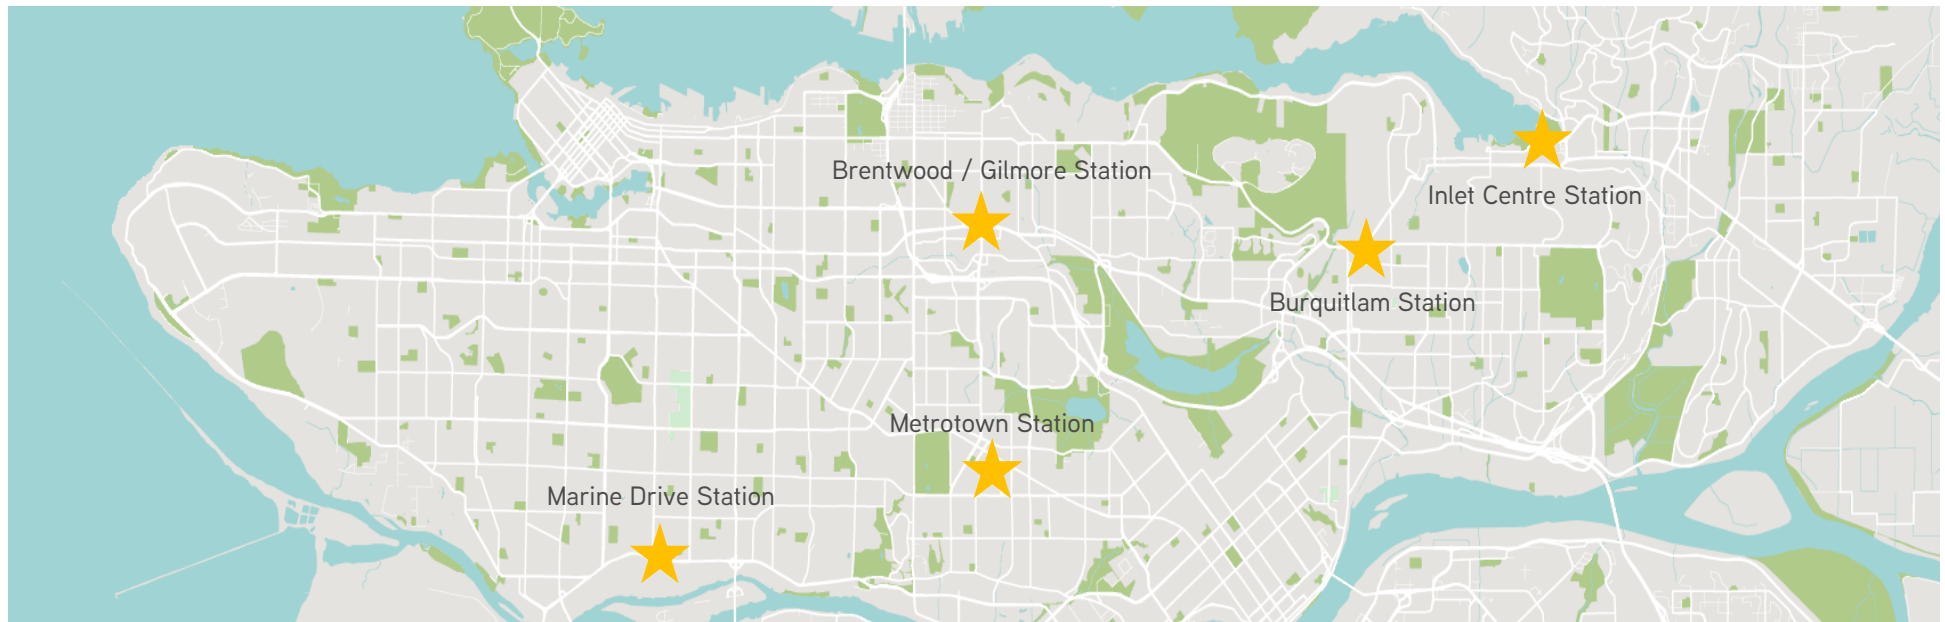 Brentwood / Gilmore Station
Inlet Centre Station
Burquitlam Station
Metrotown Station
Marine Drive Station